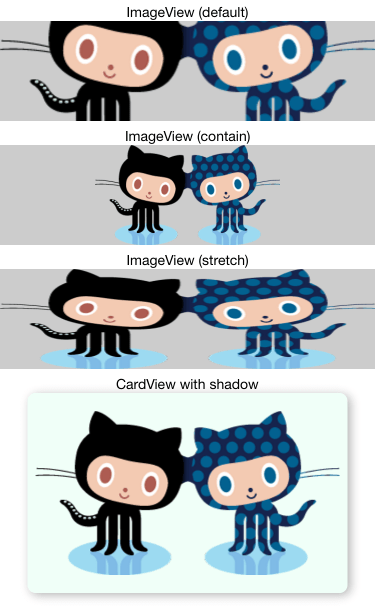 ImageView (default)
ImageView (contain)
ImageView (stretch)
CardView with shadow